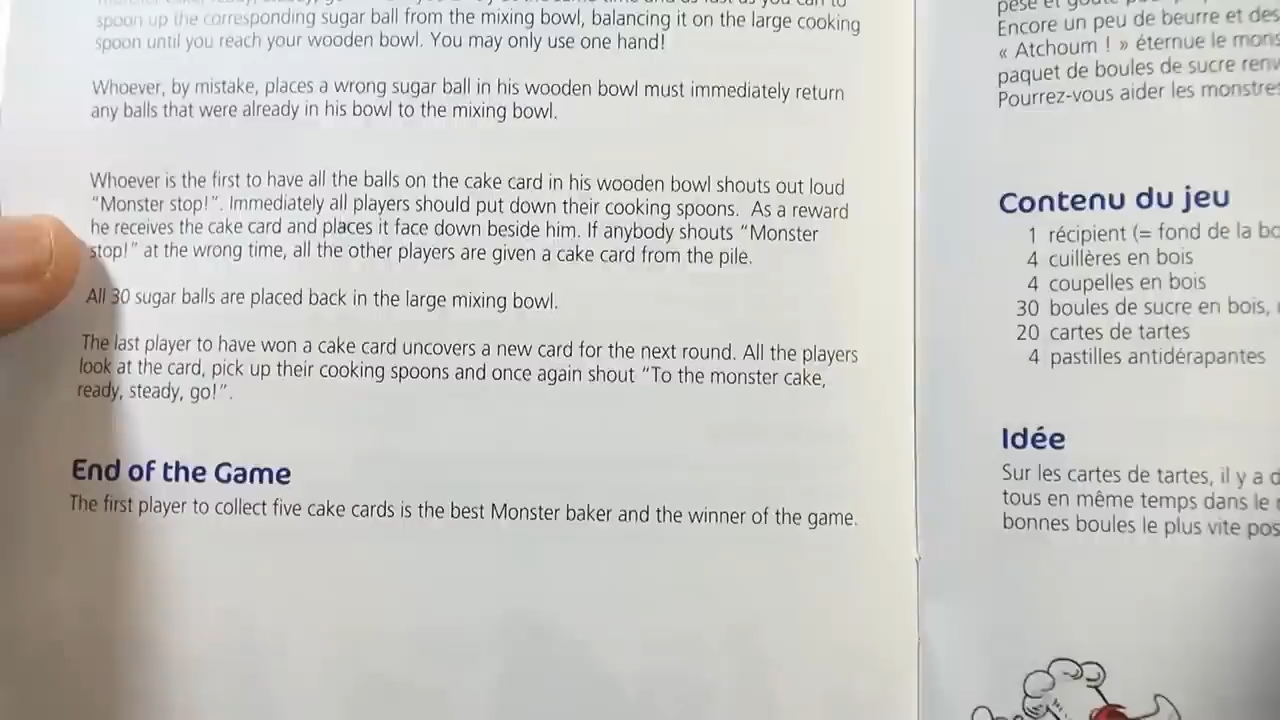 spoon up the corresponding sugar ball from the mixing bowl, balancing it on the large cooking
spoon until you reach your wooden bowl. You may only use one hand!
Whoever, by mistake, places a wrong sugar ball in his wooden bowl must immediately return
any balls that were already in his bowl to the mixing bowl.
Whoever is the first to have all the balls on the cake card in his wooden bowl shouts out loud
“Monster stop!”. Immediately all players should put down their cooking spoons. As a reward
he receives the cake card and places it face down beside him. If anybody shouts “Monster
stop!” at the wrong time, all the other players are given a cake card from the pile.
All 30 sugar balls are placed back in the large mixing bowl.
The last player to have won a cake card uncovers a new card for the next round. All the players
look at the card, pick up their cooking spoons and once again shout “To the monster cake,
ready, steady, go!”.
End of the Game
The first player to collect five cake cards is the best Monster baker and the winner of the game.
Encore un peu de beurre et des
« Atchoum ! » éternue le
paquet de boules de sucre
Pourrez-vous aider les
Contenu du jeu
1 récipient (= fond de la
4 cuillères en bois
4 coupelles en bois
30 boules de sucre en bois,
20 cartes de tartes
4 pastilles antidérapantes
Idée
Sur les cartes de tartes, il y a
tous en même temps dans le
bonnes boules le plus vite